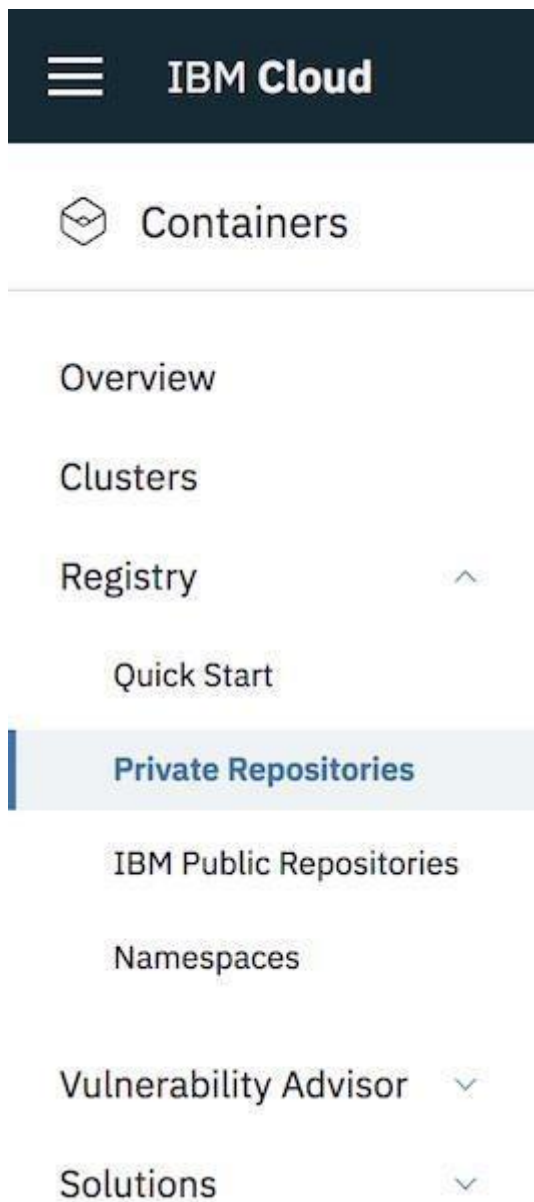 IBM Cloud
Containers
Overview
Clusters
Registry
Quick Start
Private Repositories
IBM Public Repositories
Namespaces
Vulnerability Advisor
Solutions